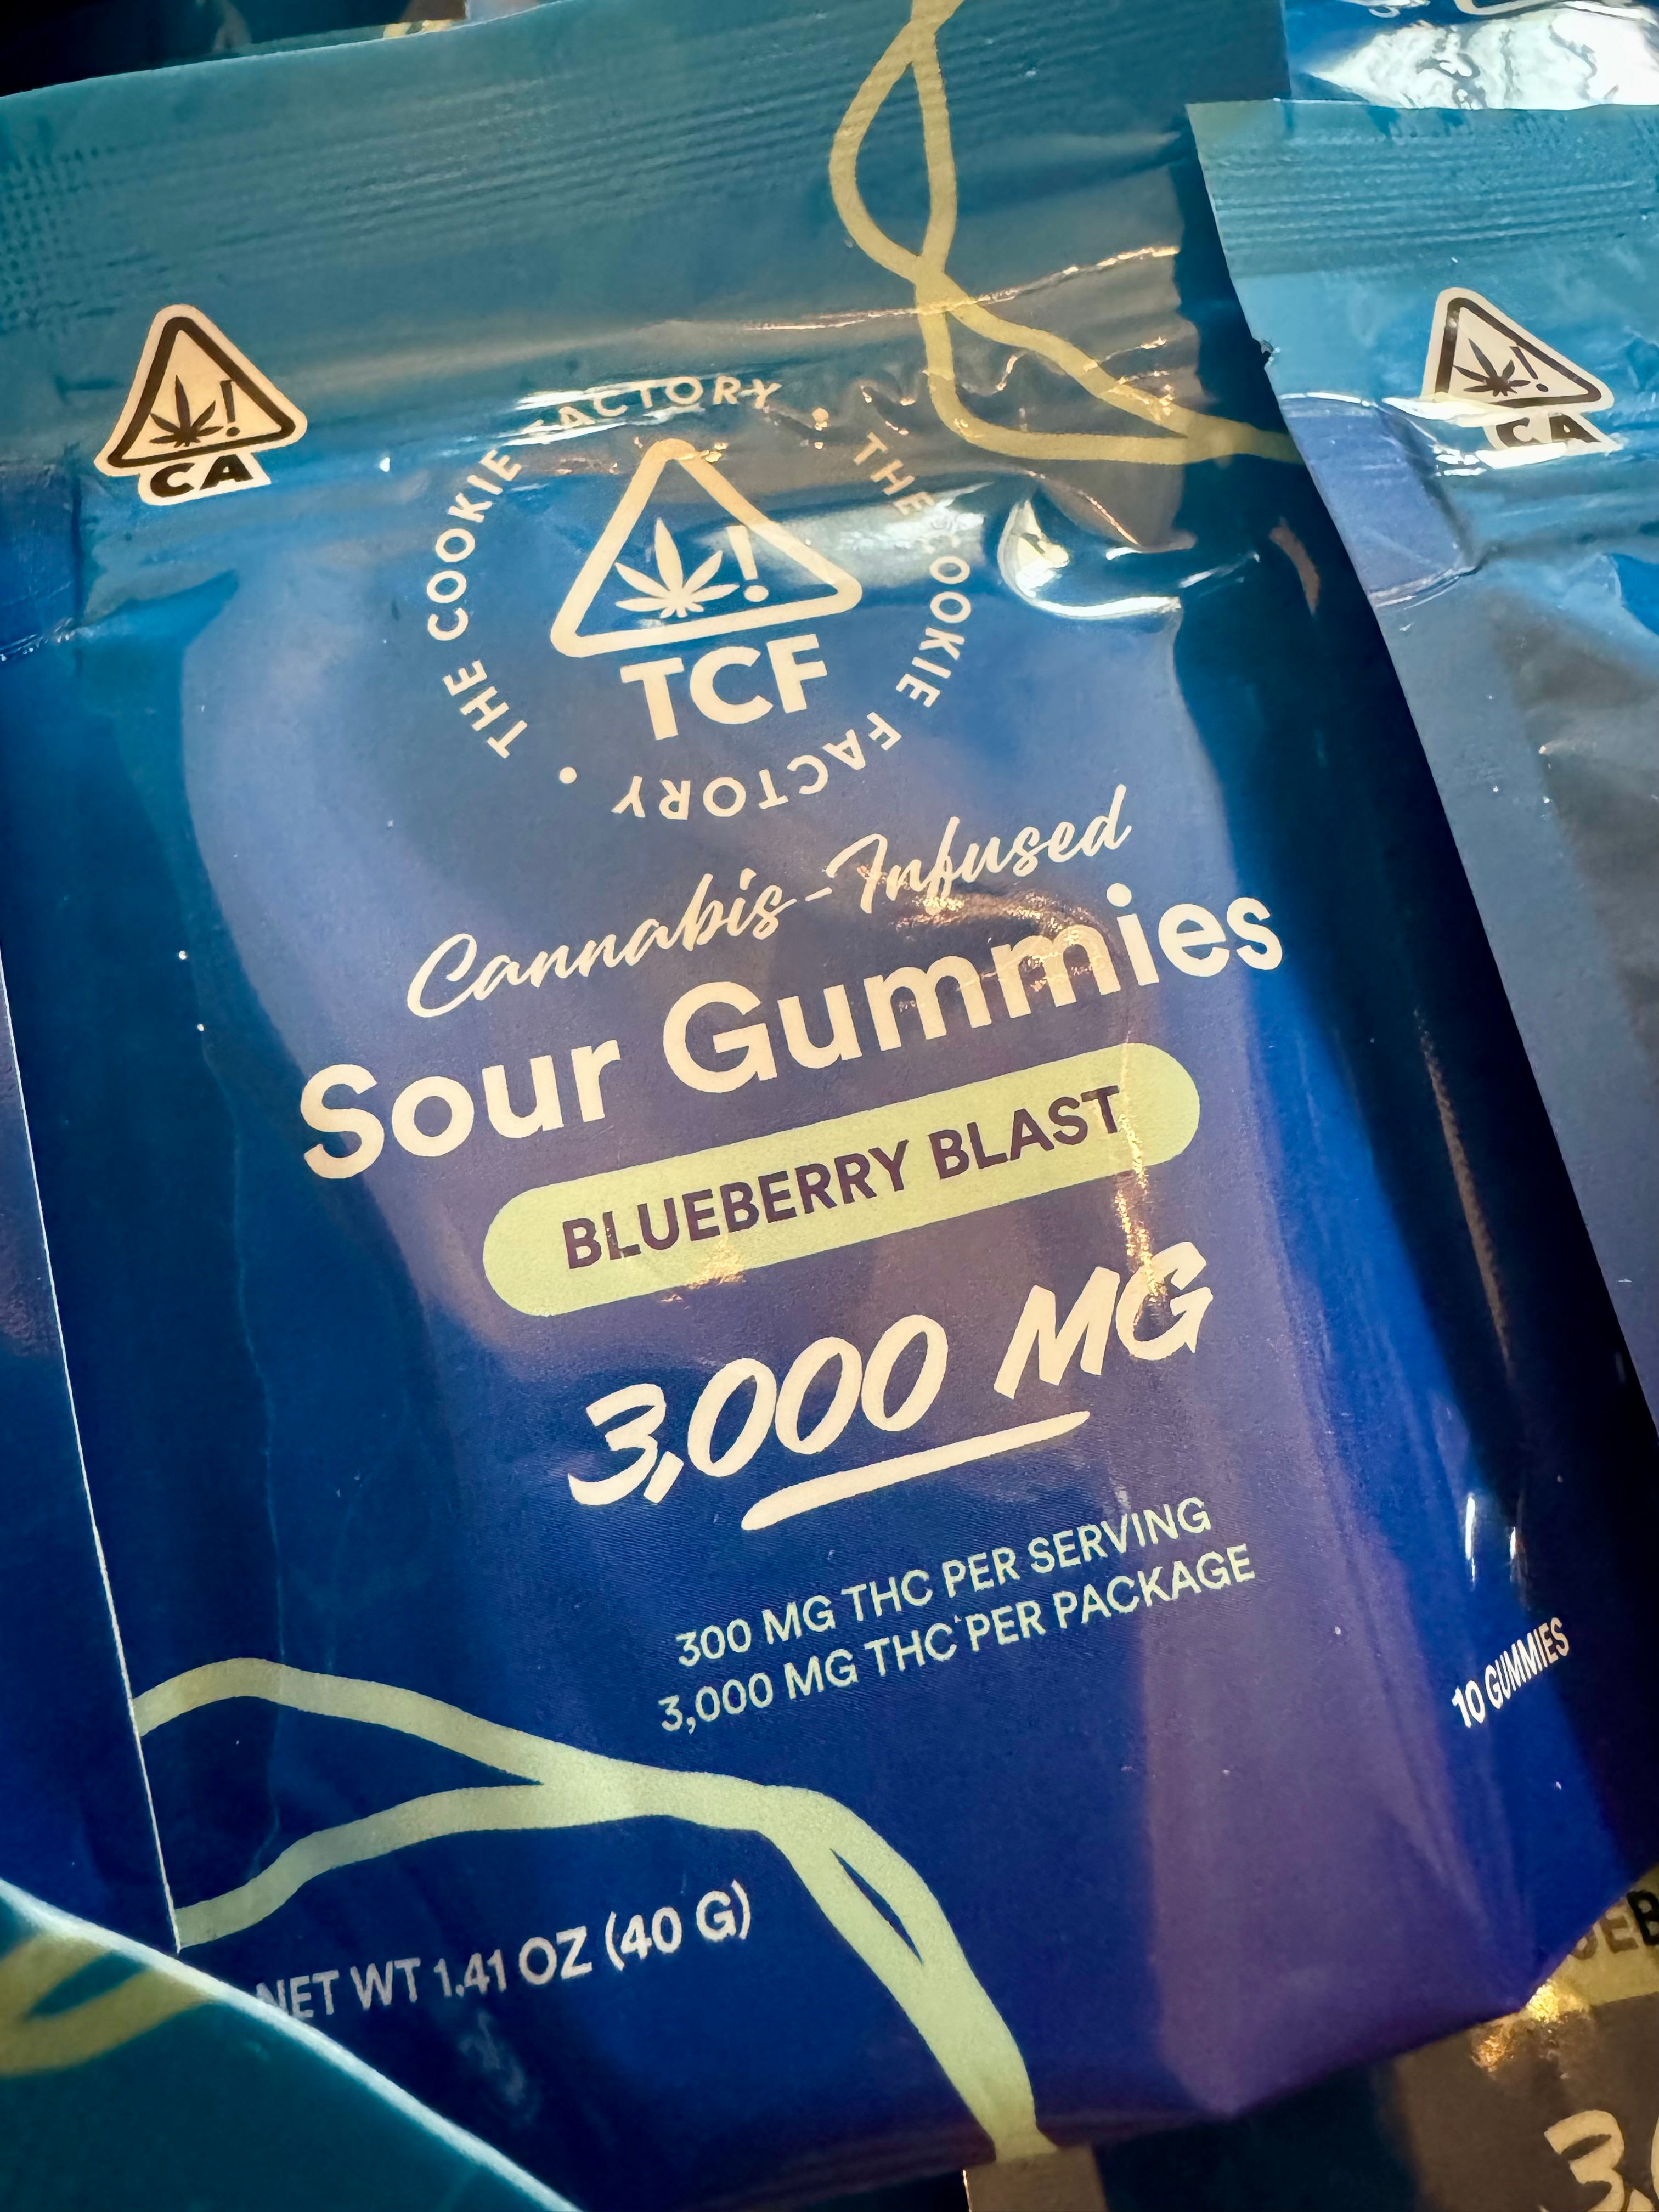 CA
CA
THE COOKIE FACTORY • THE COOKIE FACTORY •
TCF
Cannabis-Infused
Sour Gummies
BLUEBERRY BLAST
3,000 MG
300 MG THC PER SERVING
3,000 MG THC PER PACKAGE
10 GUMMIES
NET WT 1.41 OZ (40 G)